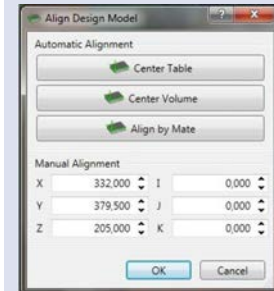 Align Design Model
Automatic Alignment
Center Table
Center Volume
Align by Mate
Manual Alignment
X 332,000 I 0,000
Y 379,500 J 0,000
Z 205,000 K 0,000
OK Cancel